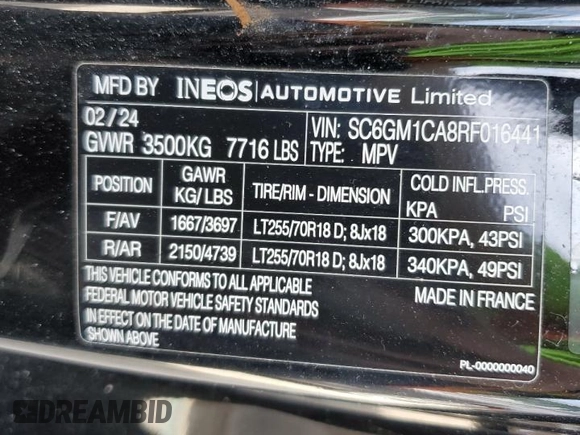 MFD BY INEOS | AUTOMOTIVE Limited
02/24 VIN: SC6GM1CA8RF016441
GVWR 3500KG 7716 LBS TYPE: MPV
POSITION GAWR KG/LBS TIRE/RIM - DIMENSION COLD INFL.PRESS. KPA PSI
F/AV 1667/3697 LT255/70R18 D; 8Jx18 300KPA, 43PSI
R/AR 2150/4739 LT255/70R18 D; 8Jx18 340KPA, 49PSI
THIS VEHICLE CONFORMS TO ALL APPLICABLE MADE IN FRANCE
FEDERAL MOTOR VEHICLE SAFETY STANDARDS
IN EFFECT ON THE DATE OF MANUFACTURE
SHOWN ABOVE
PL-0000000040
DREAMBID